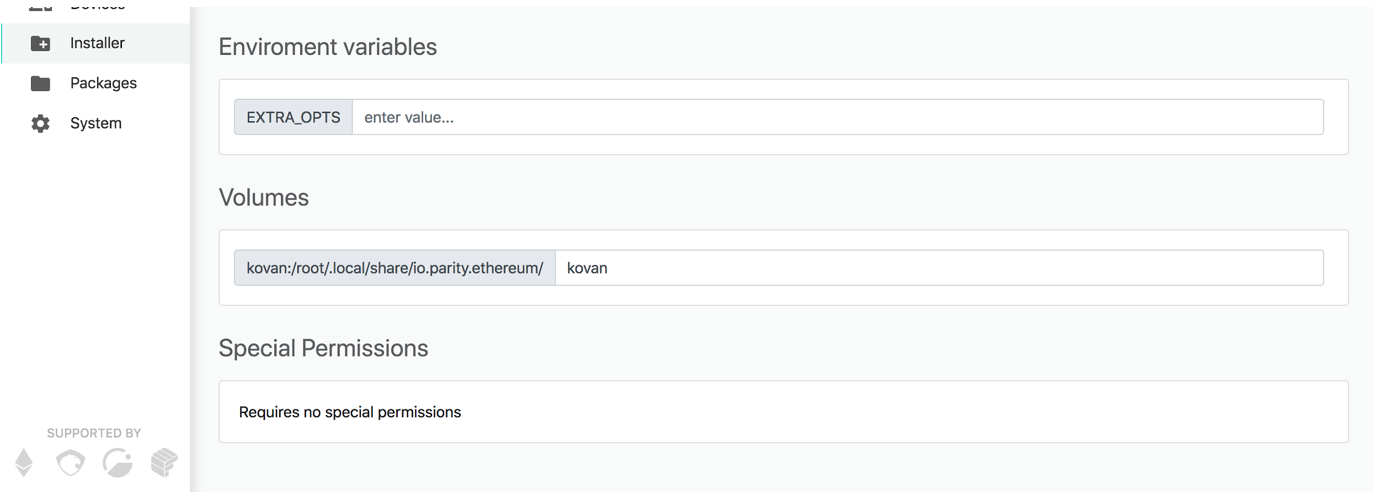 Devices
Installer
Packages
System
SUPPORTED BY
Enviroment variables
EXTRA_OPTS enter value...
Volumes
kovan:/root/.local/share/io.parity.ethereum/ kovan
Special Permissions
Requires no special permissions